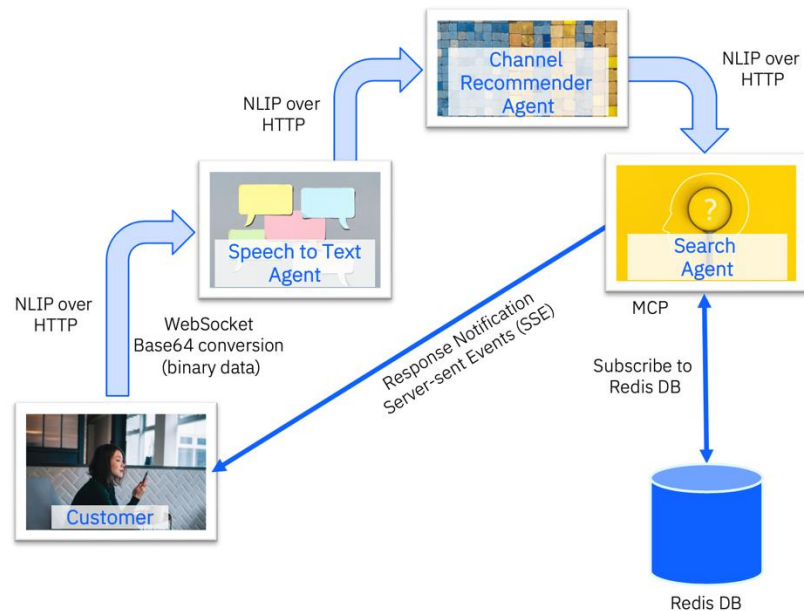 Channel
Recommender
Agent
NLIP over
HTTP
NLIP over
HTTP
Speech to Text
Agent
?
Search
Agent
NLIP over
HTTP
WebSocket
Base64 conversion
(binary data)
Response Notification
Server-sent Events (SSE)
MCP
Subscribe to
Redis DB
Customer
Redis DB